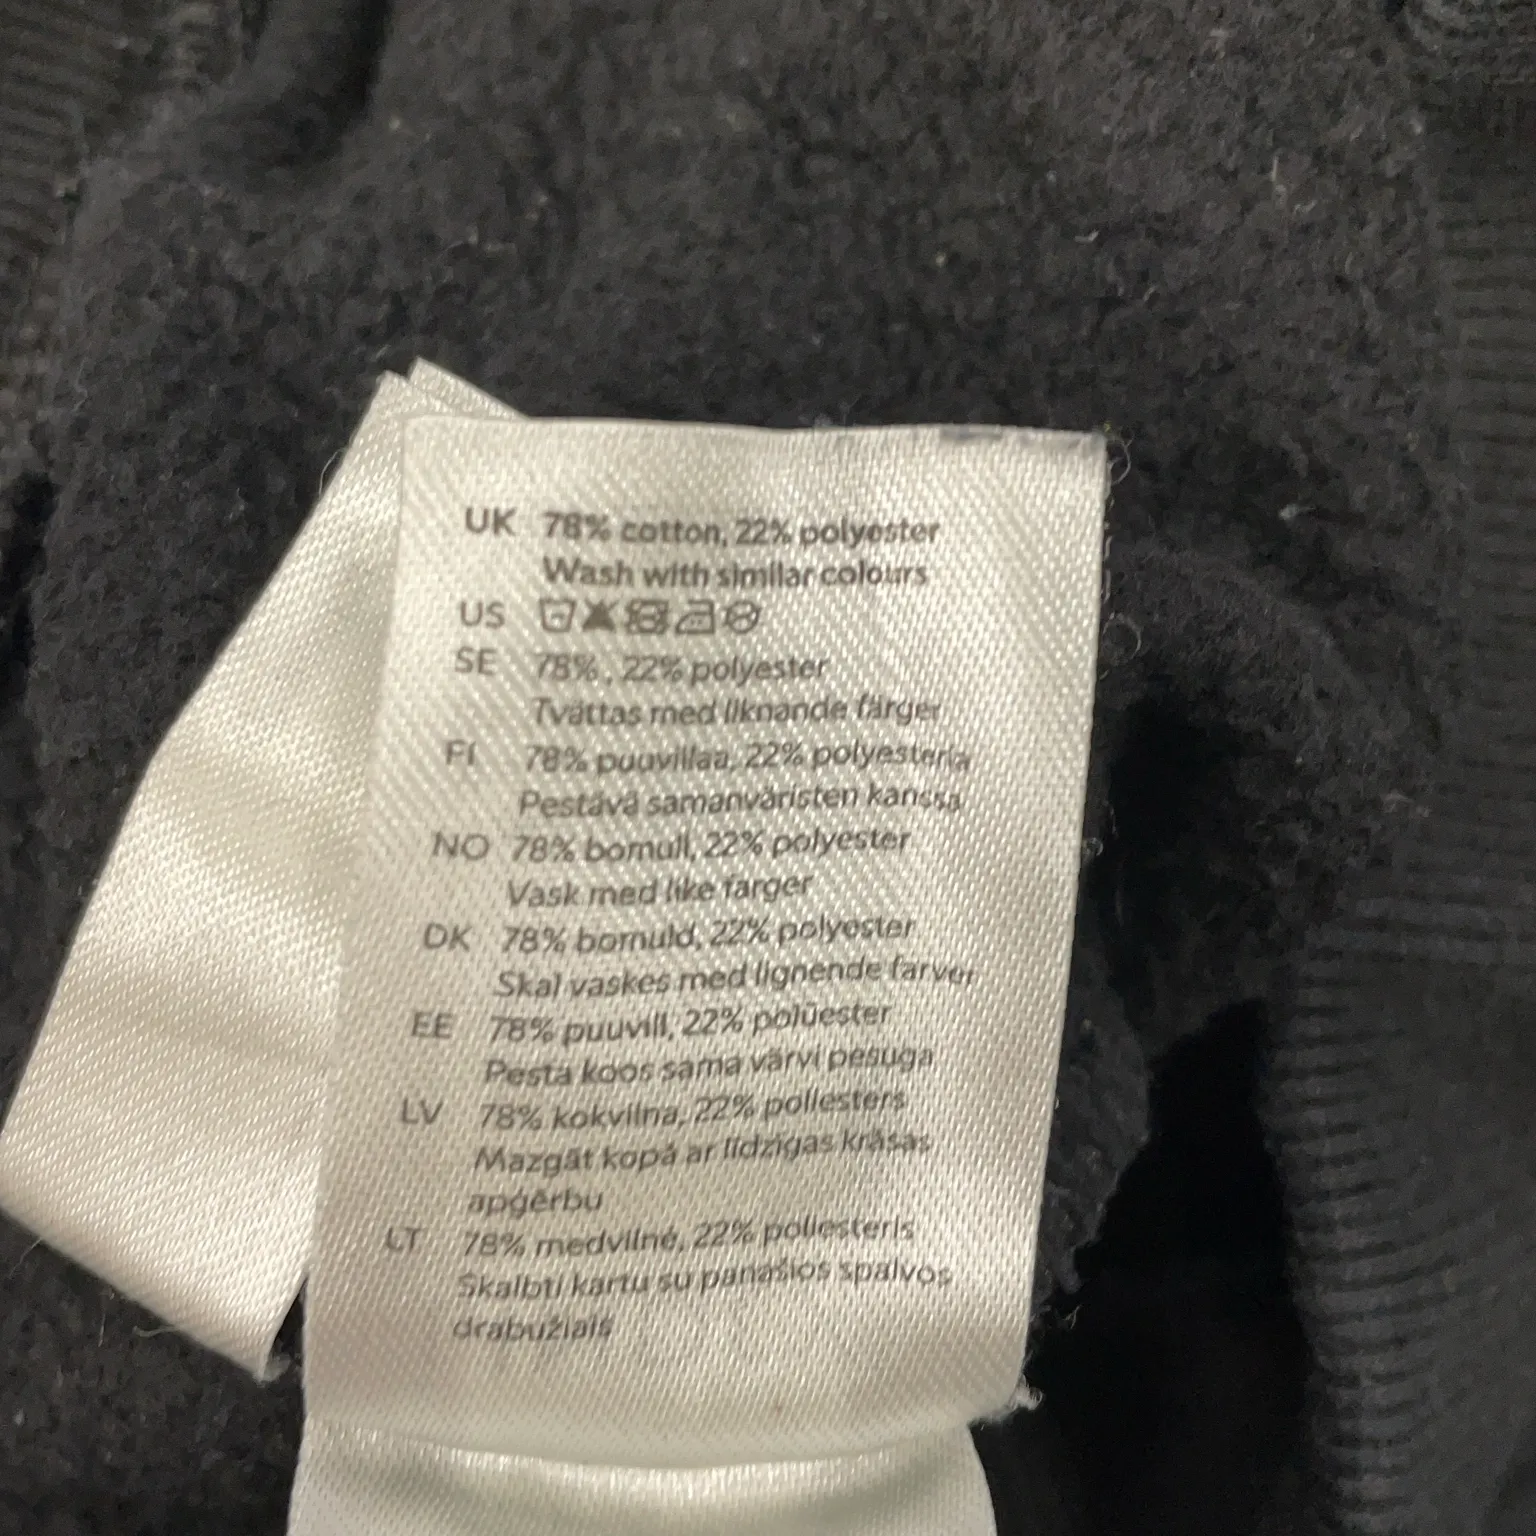 UK 78% cotton, 22% polyester
Wash with similar colours
US
SE 78% , 22% polyester
Tvättas med liknande färger
FI 78% puuvillaa, 22% polyesteria
Pestävä samanväristen kanssa
NO 78% bomull, 22% polyester
Vask med like farger
DK 78% bomuld, 22% polyester
Skal vaskes med lignende farver
EE 78% puuvill, 22% polüester
Pesta koos sama värvi pesuga
LV 78% kokvilna, 22% poliesters
Mazgāt kopā ar līdzīgas krāsas
apģērbu
LT 78% medvilnė, 22% poliesteris
Skalbti kartu su panašios spalvos
drabužiais